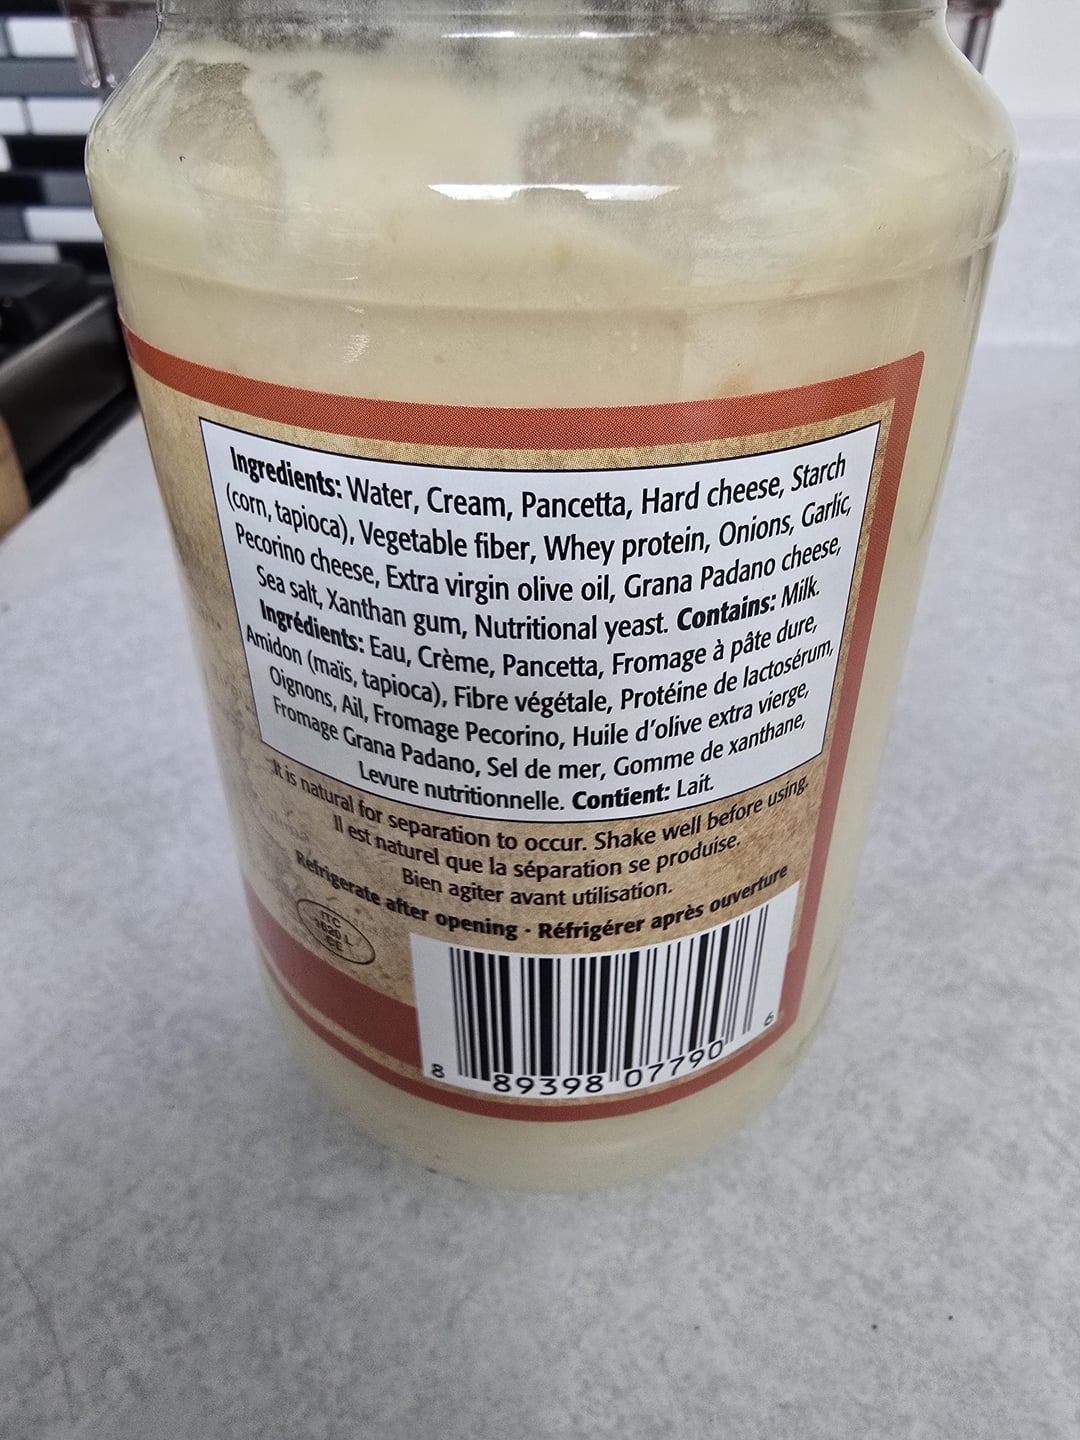 Ingredients: Water, Cream, Pancetta, Hard cheese, Starch
(corn, tapioca), Vegetable fiber, Whey protein, Onions, Garlic,
Pecorino cheese, Extra virgin olive oil, Grana Padano cheese,
Sea salt, Xanthan gum, Nutritional yeast. Contains: Milk.
Ingrédients: Eau, Crème, Pancetta, Fromage à pâte dure,
Amidon (maïs, tapioca), Fibre végétale, Protéine de lactosérum,
Oignons, Ail, Fromage Pecorino, Huile d'olive extra vierge,
Fromage Grana Padano, Sel de mer, Gomme de xanthane,
Levure nutritionnelle. Contient: Lait.
It is natural for separation to occur. Shake well before using.
Il est naturel que la séparation se produise.
Bien agiter avant utilisation.
Refrigerate after opening · Réfrigérer après ouverture
ITC
1620 L
CE
8 89398 07790 6